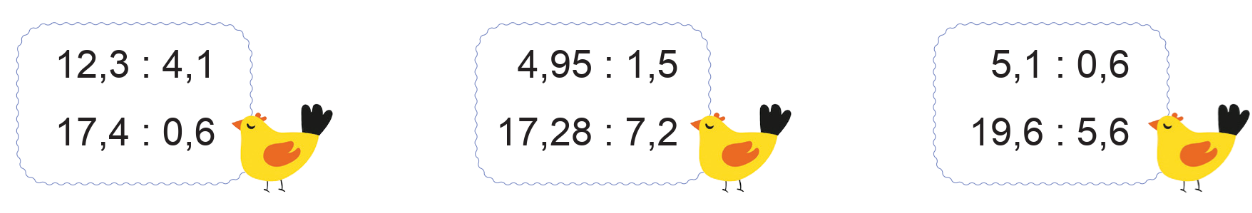 12,3 : 4,1
17,4 : 0,6
4,95 : 1,5
17,28 : 7,2
5,1 : 0,6
19,6 : 5,6